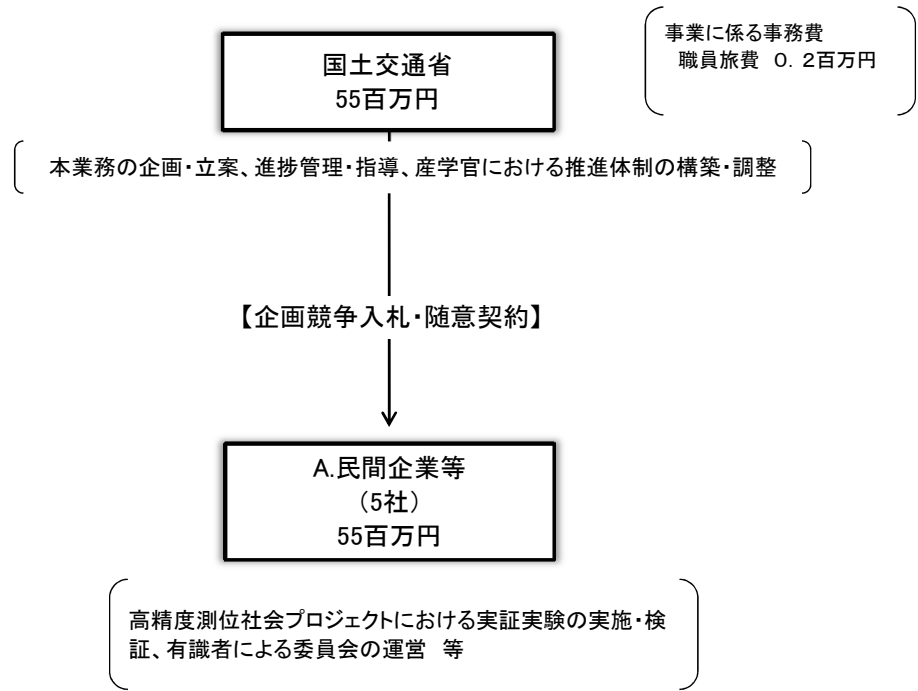 国土交通省
55百万円
事業に係る事務費
職員旅費 ０．２百万円
本業務の企画・立案、進捗管理・指導、産学官における推進体制の構築・調整
【企画競争入札・随意契約】
A.民間企業等
（5社）
55百万円
高精度測位社会プロジェクトにおける実証実験の実施・検
証、有識者による委員会の運営　等